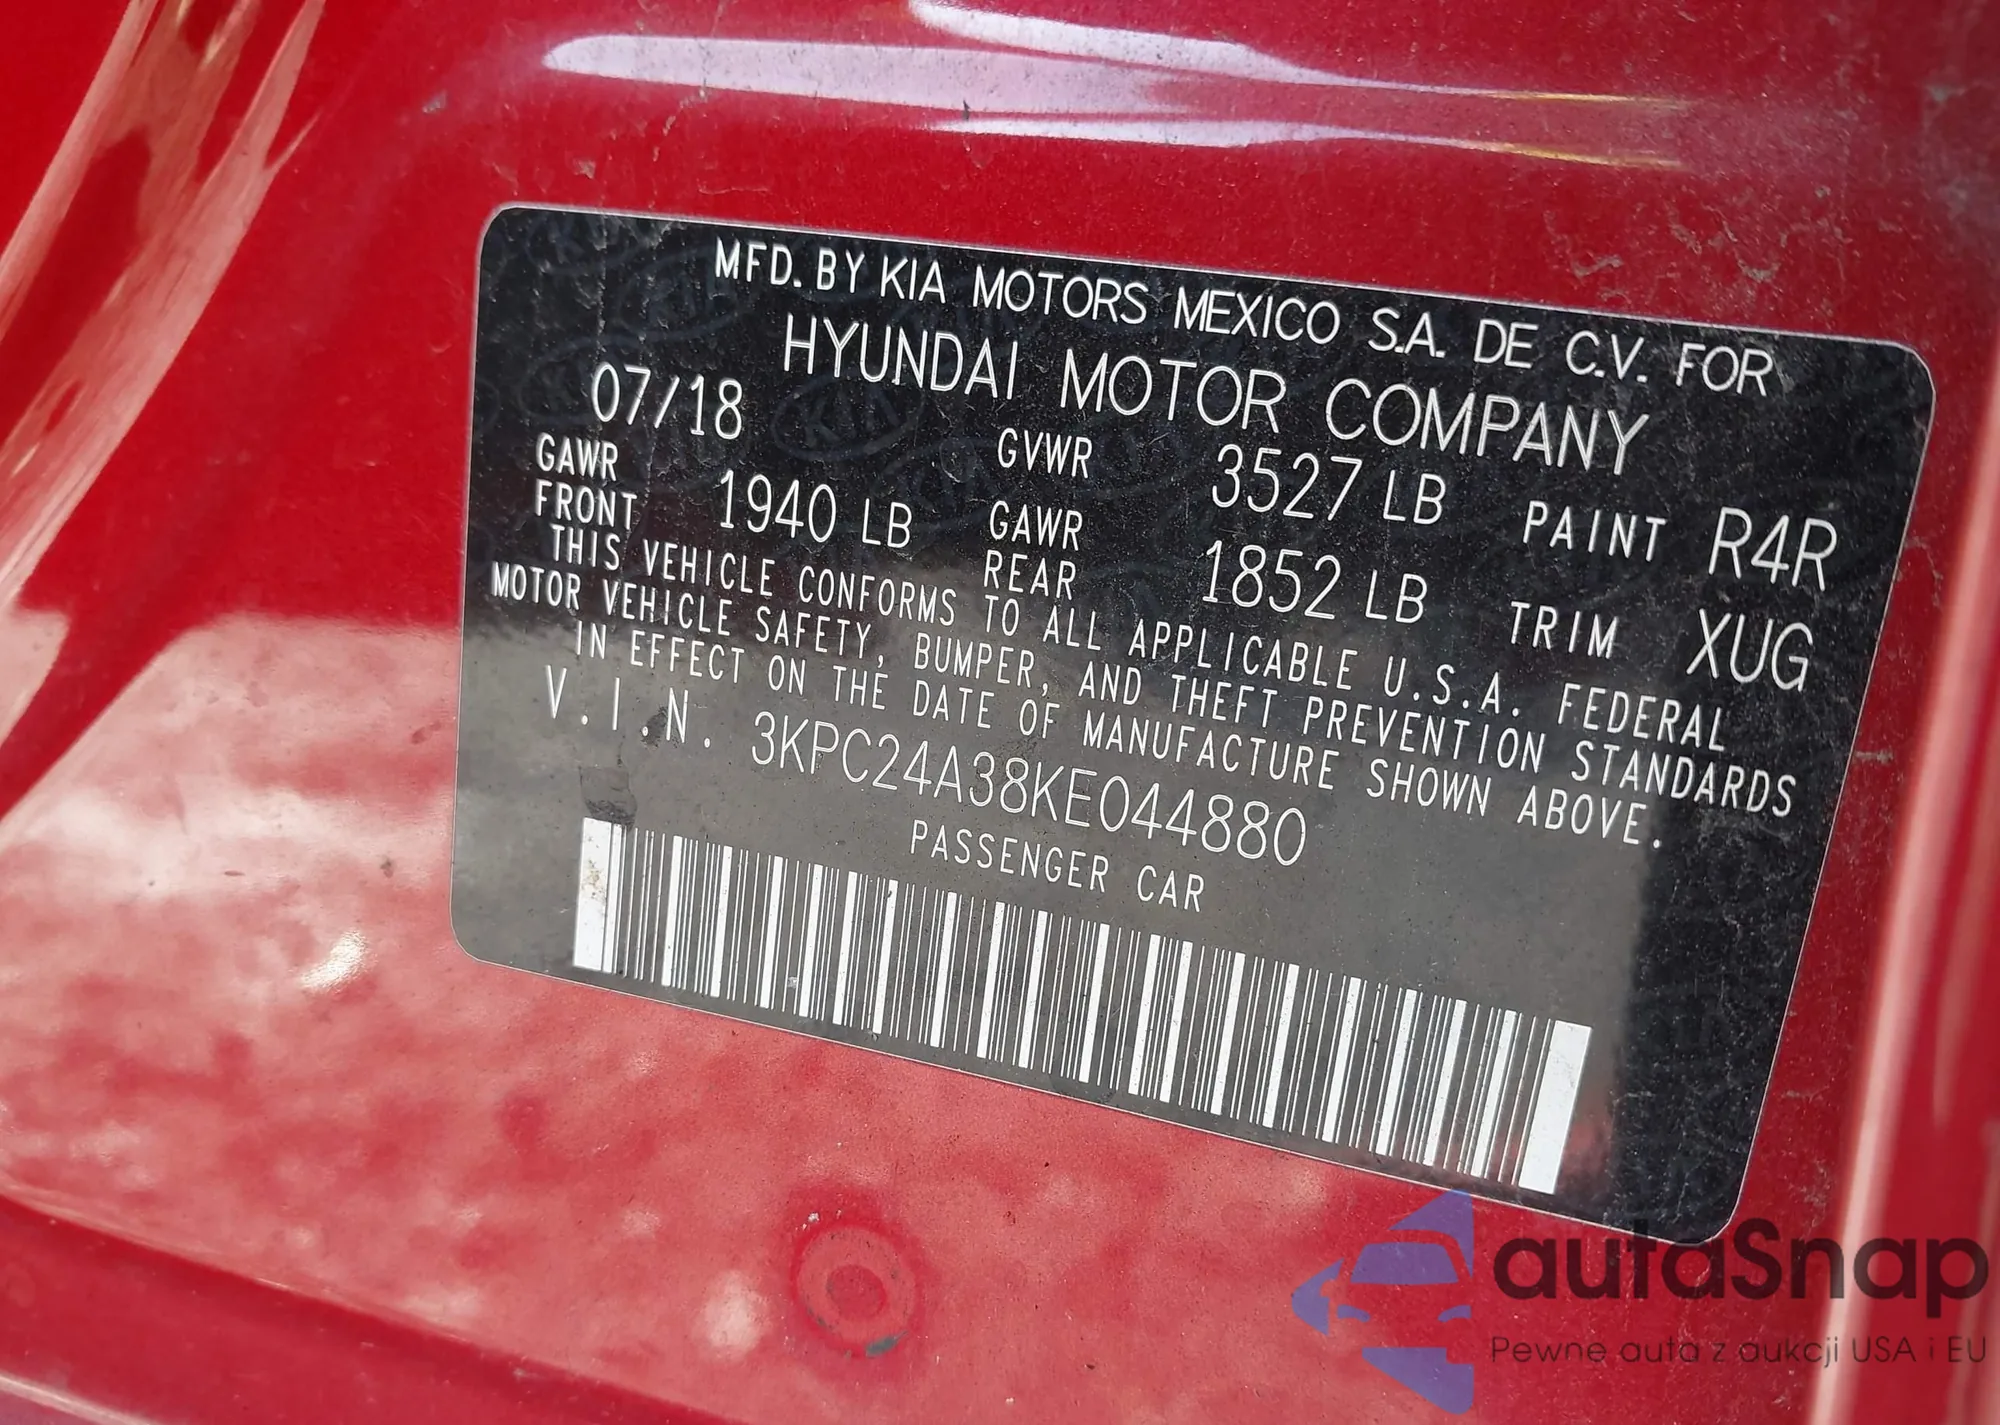 MFD. BY KIA MOTORS MEXICO S.A. DE C.V. FOR
HYUNDAI MOTOR COMPANY
07/18 GVWR 3527 LB PAINT R4R
GAWR FRONT 1940 LB GAWR REAR 1852 LB TRIM XUG
THIS VEHICLE CONFORMS TO ALL APPLICABLE U.S.A. FEDERAL
MOTOR VEHICLE SAFETY, BUMPER, AND THEFT PREVENTION STANDARDS
IN EFFECT ON THE DATE OF MANUFACTURE SHOWN ABOVE.
V.I.N. 3KPC24A38KE044880
PASSENGER CAR
autaSnap
Pewne auta z aukcji USA i EU